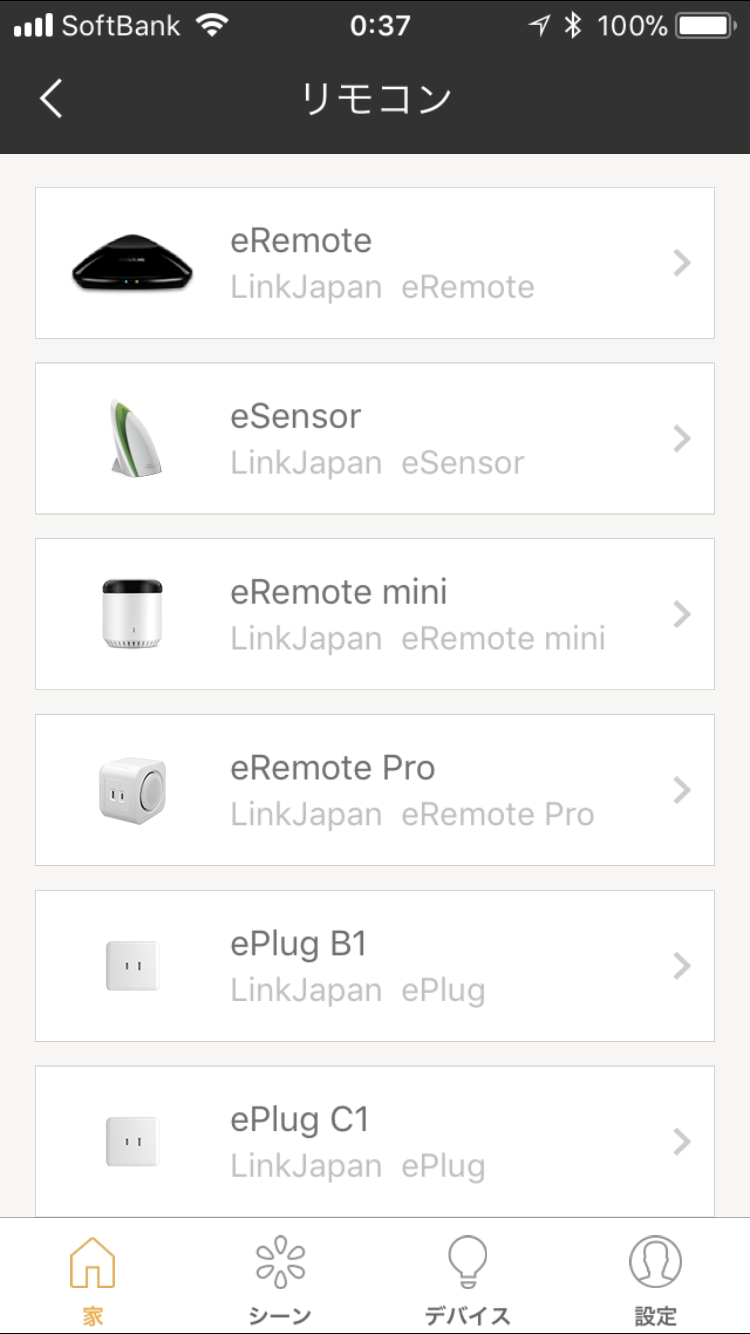 SoftBank 0:37 100%
リモコン
eRemote
LinkJapan eRemote
eSensor
LinkJapan eSensor
eRemote mini
LinkJapan eRemote mini
eRemote Pro
LinkJapan eRemote Pro
ePlug B1
LinkJapan ePlug
ePlug C1
LinkJapan ePlug
家 シーン デバイス 設定